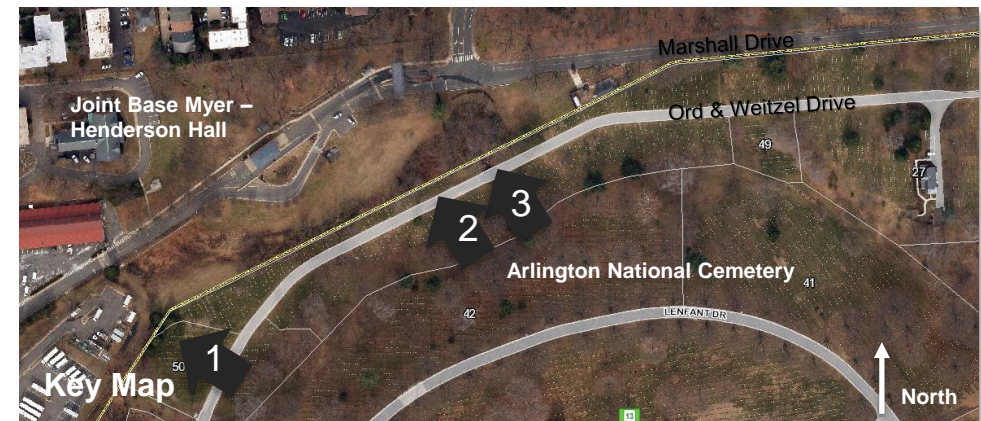 Marshall Drive
Joint Base Myer –
Henderson Hall
Ord & Weitzel Drive
49
27
3
2
Arlington National Cemetery
41
42
LENFANT DR
1
50
Key Map
North
13